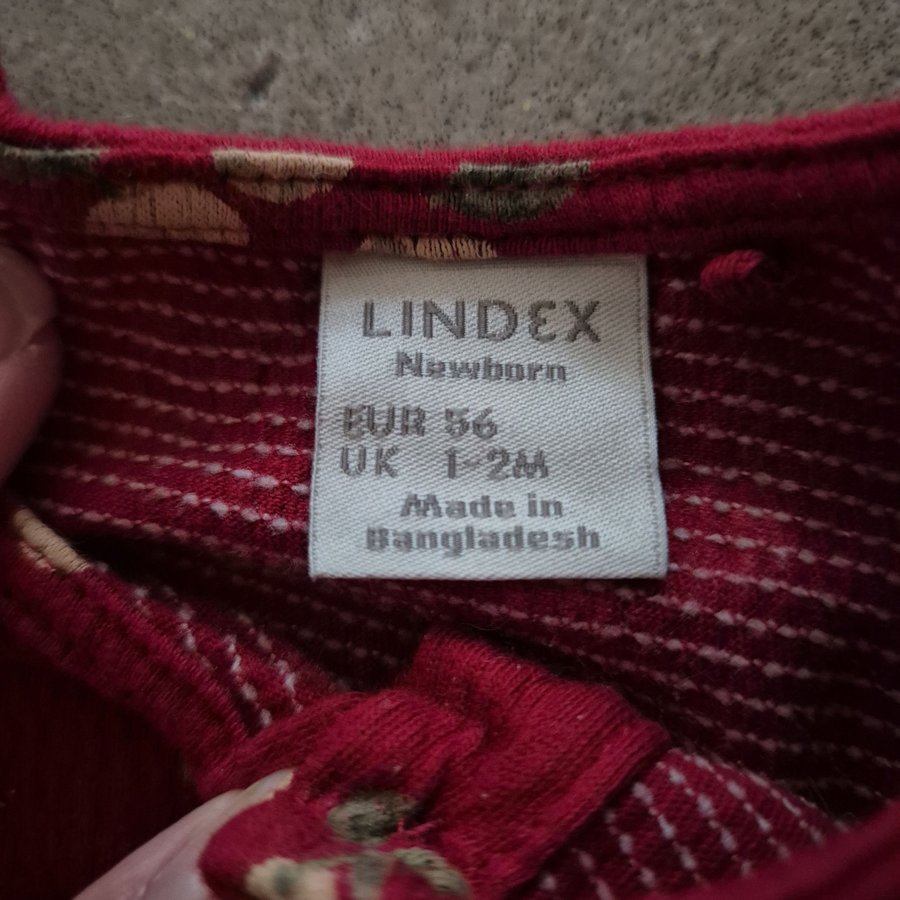 LINDEX
Newborn
EUR 56
UK 1-2M
Made in
Bangladesh